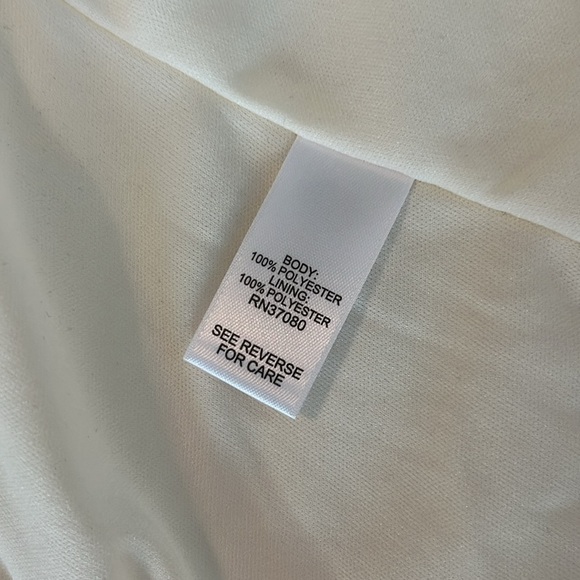 BODY:
100% POLYESTER
LINING:
100% POLYESTER
RN37080
SEE REVERSE
FOR CARE